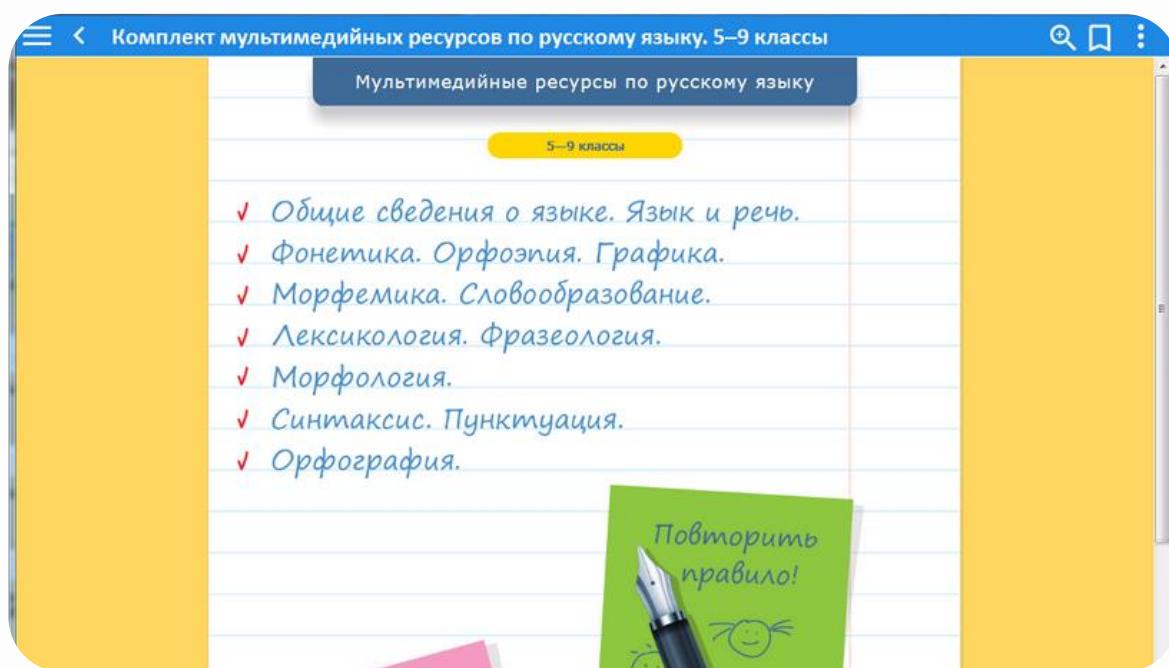 Комплект мультимедийных ресурсов по русскому языку. 5–9 классы
Мультимедийные ресурсы по русскому языку
5—9 классы
Общие сведения о языке. Язык и речь.
Фонетика. Орфоэпия. Графика.
Морфемика. Словообразование.
Лексикология. Фразеология.
Морфология.
Синтаксис. Пунктуация.
Орфография.
Повторить
правило!